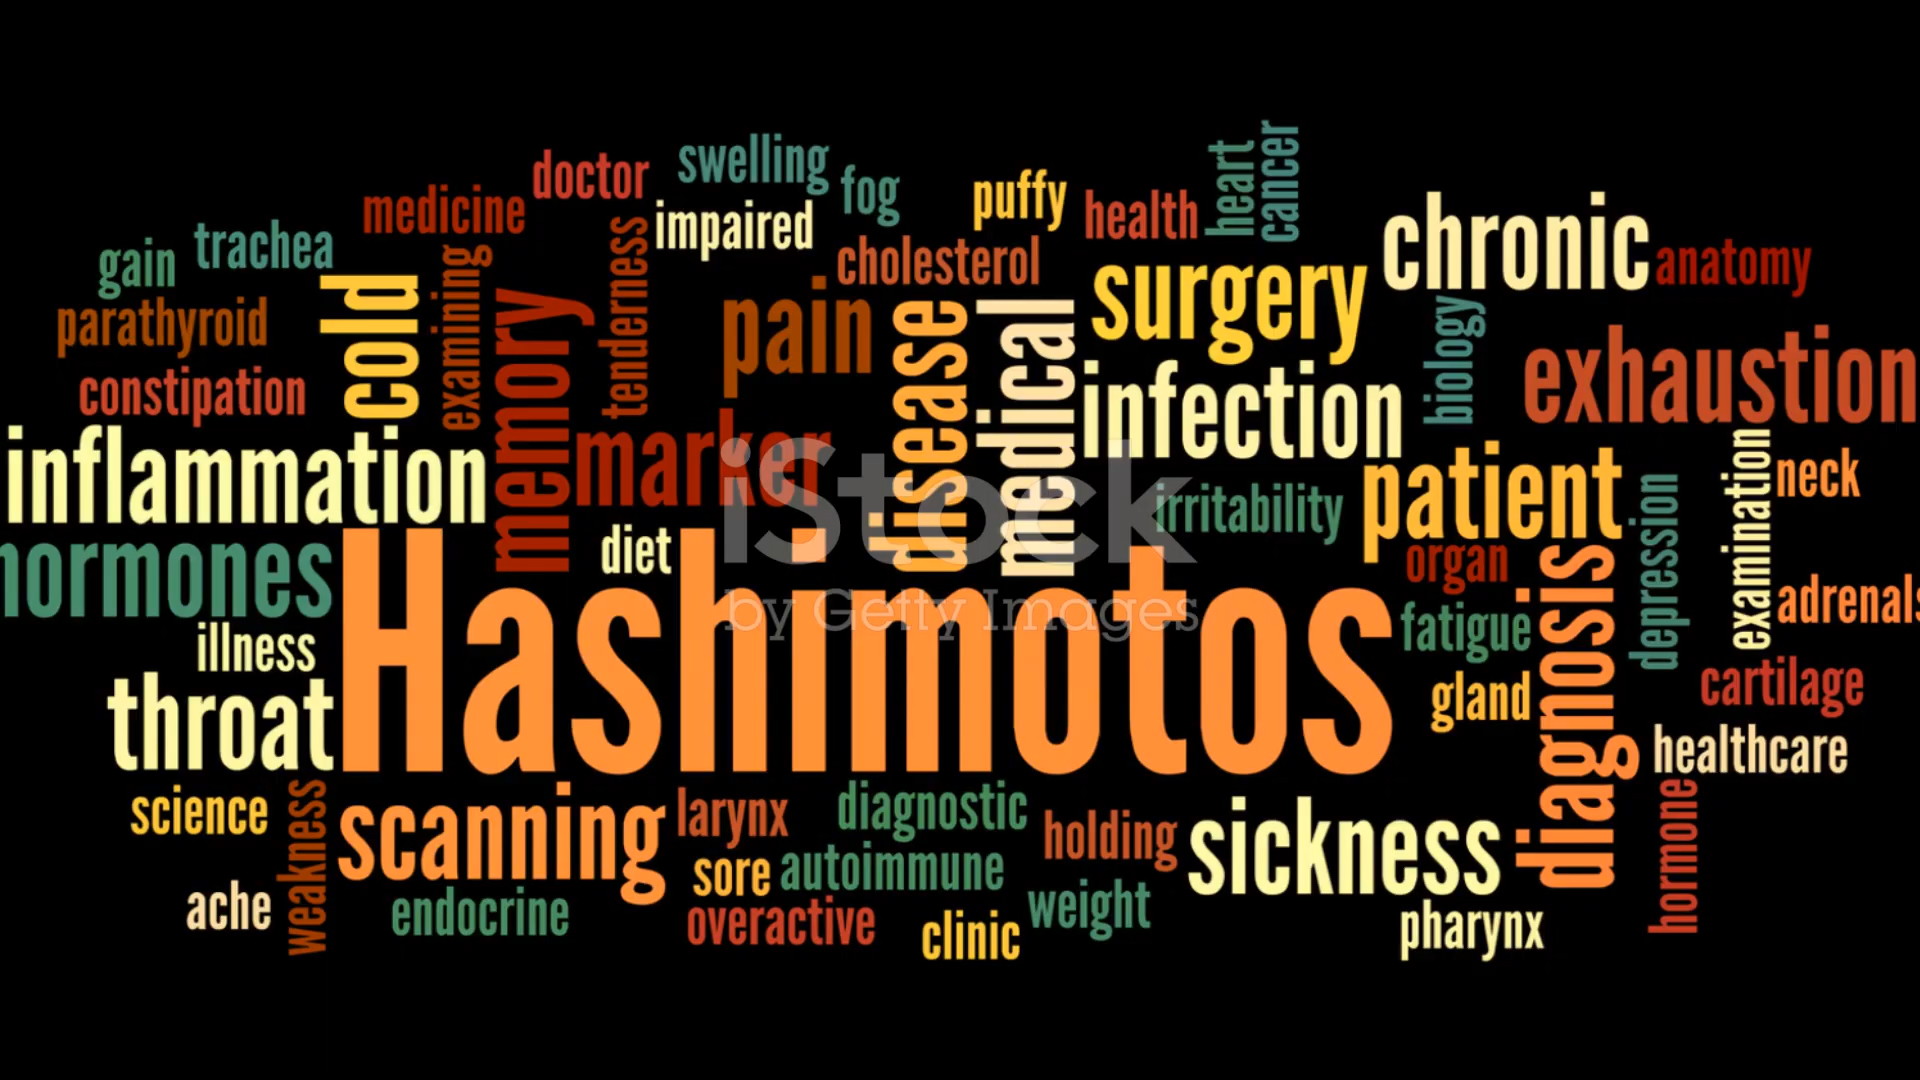 swelling
doctor
fog
puffy
heart
cancer
medicine
impaired
health
chronic
gain
trachea
tenderness
cholesterol
surgery
anatomy
parathyroid
cold
examining
memory
pain
disease
medical
infection
biology
exhaustion
constipation
inflammation
marker
irritability
patient
examination
neck
hormones
diet
iStock
by Getty Images
Hashimotos
organ
depression
adrenals
illness
fatigue
diagnosis
throat
gland
cartilage
healthcare
science
weakness
scanning
larynx
diagnostic
holding
sickness
hormone
ache
endocrine
sore
autoimmune
overactive
clinic
weight
pharynx